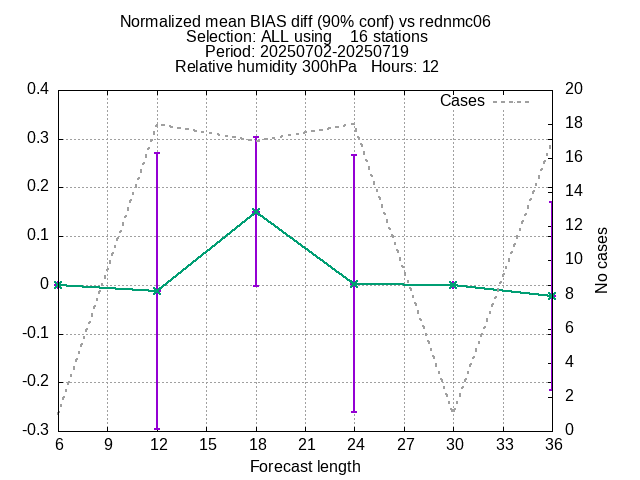 Normalized mean BIAS diff (90% conf) vs rednmc06
Selection: ALL using    16 stations
Period: 20250702-20250719
Relative humidity 300hPa   Hours: 12
Cases
0.4
0.3
0.2
0.1
0
-0.1
-0.2
-0.3
20
18
16
14
12
10
8
6
4
2
0
No cases
6 9 12 15 18 21 24 27 30 33 36
Forecast length